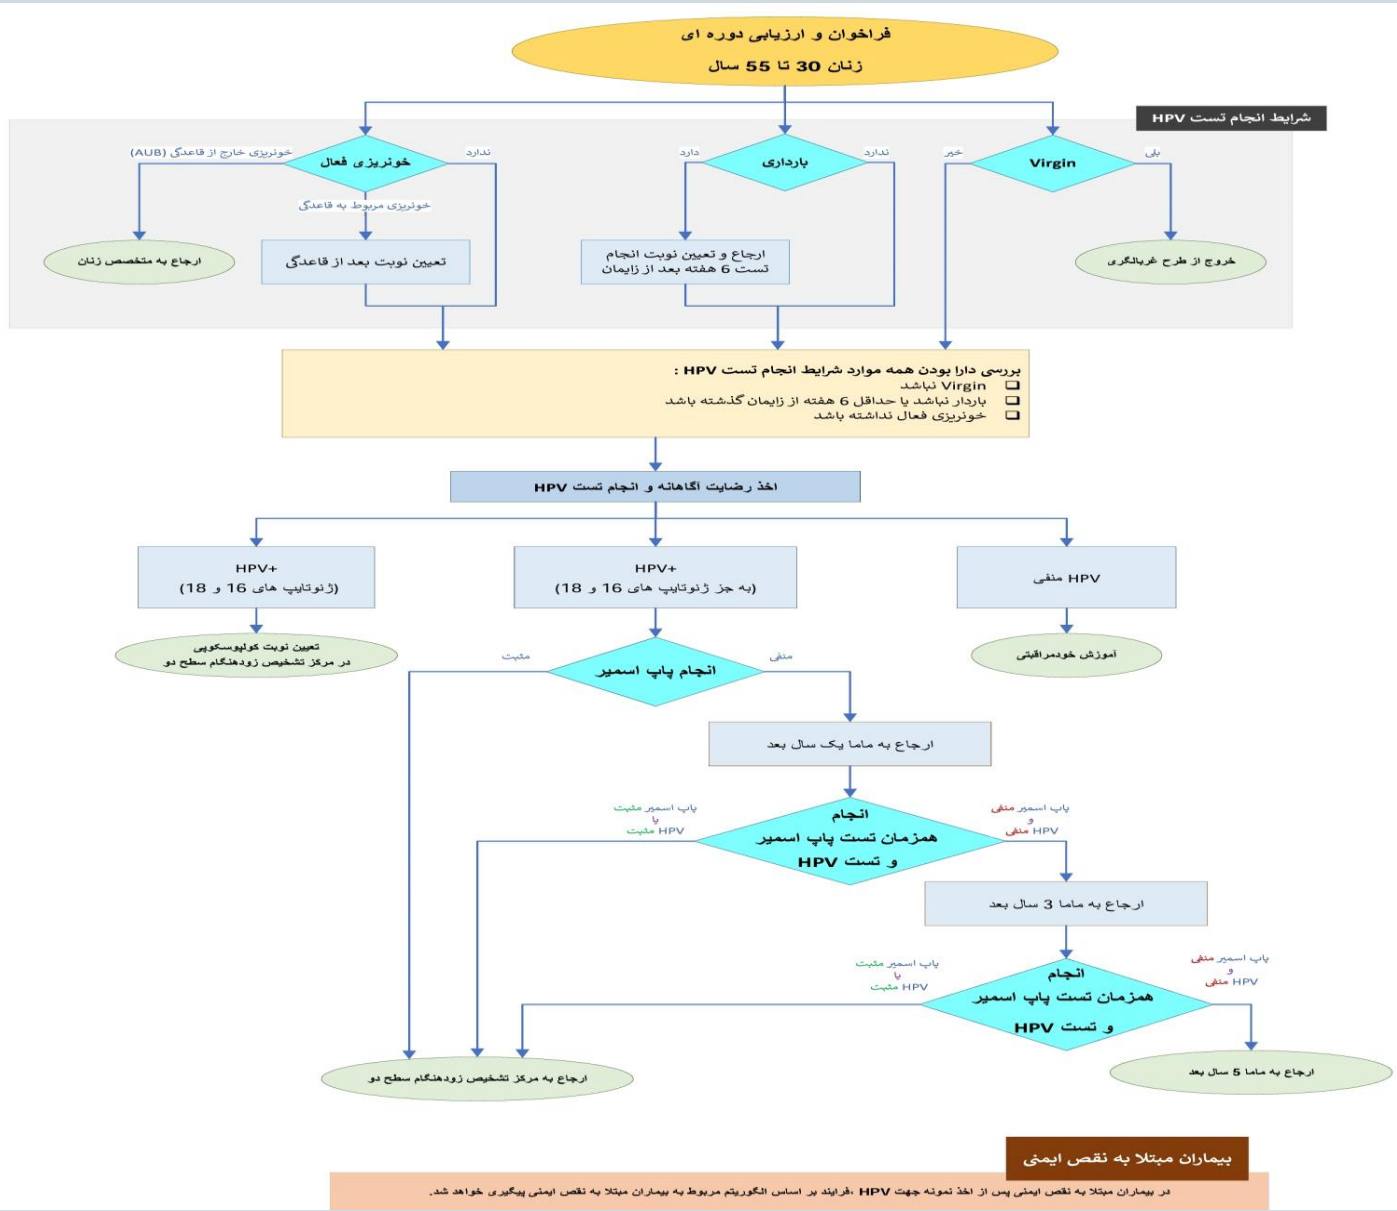 فراخوان و ارزیابی دوره ای
زنان 30 تا 55 سال
شرایط انجام تست HPV
Virgin
بلی
خیر
خروج از طرح غربالگری
بارداری
ندارد
دارد
ارجاع و تعیین نوبت انجام
تست 6 هفته بعد از زایمان
خونریزی فعال
ندارد
خونریزی خارج از قاعدگی (AUB)
خونریزی مربوط به قاعدگی
تعیین نوبت بعد از قاعدگی
ارجاع به متخصص زنان
بررسی دارا بودن همه موارد شرایط انجام تست HPV :
Virgin نباشد
باردار نباشد یا حداقل 6 هفته از زایمان گذشته باشد
خونریزی فعال نداشته باشد
اخذ رضایت آگاهانه و انجام تست HPV
HPV منفی
آموزش خودمراقبتی
HPV+
(به جز ژنوتایپ های 16 و 18)
HPV+
(ژنوتایپ های 16 و 18)
تعیین نوبت کولپوسکوپی
در مرکز تشخیص زودهنگام سطح دو
انجام پاپ اسمیر
منفی
مثبت
ارجاع به ماما یک سال بعد
انجام
همزمان تست پاپ اسمیر
و تست HPV
پاپ اسمیر منفی
و
HPV منفی
پاپ اسمیر مثبت
یا
HPV مثبت
ارجاع به ماما 3 سال بعد
انجام
همزمان تست پاپ اسمیر
و تست HPV
پاپ اسمیر منفی
و
HPV منفی
پاپ اسمیر مثبت
یا
HPV مثبت
ارجاع به ماما 5 سال بعد
ارجاع به مرکز تشخیص زودهنگام سطح دو
بیماران مبتلا به نقص ایمنی
در بیماران مبتلا به نقص ایمنی پس از اخذ نمونه جهت HPV ،فرایند بر اساس الگوریتم مربوط به بیماران مبتلا به نقص ایمنی پیگیری خواهد شد.